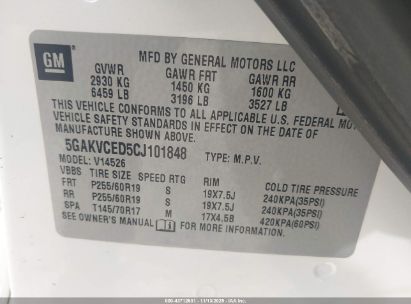 GM
MFD BY GENERAL MOTORS LLC
GVWR GAWR FRT GAWR RR
2930 KG 1450 KG 1600 KG
6459 LB 3196 LB 3527 LB
THIS VEHICLE CONFORMS TO ALL APPLICABLE U.S. FEDERAL MOTOR
VEHICLE SAFETY STANDARDS IN EFFECT ON THE DATE OF
MANUFACTURE SHOWN ABOVE.
5GAKVCED5CJ101848 TYPE: M.P.V.
MODEL: V14526
VBBS TIRE SIZE SPEED RTG RIM COLD TIRE PRESSURE
FRT P255/60R19 S 19X7.5J 240KPA(35PSI)
RR P255/60R19 S 19X7.5J 240KPA(35PSI)
SPA T145/70R17 M 17X4.5B 420KPA(60PSI)
SEE OWNER'S MANUAL FOR MORE INFORMATION.